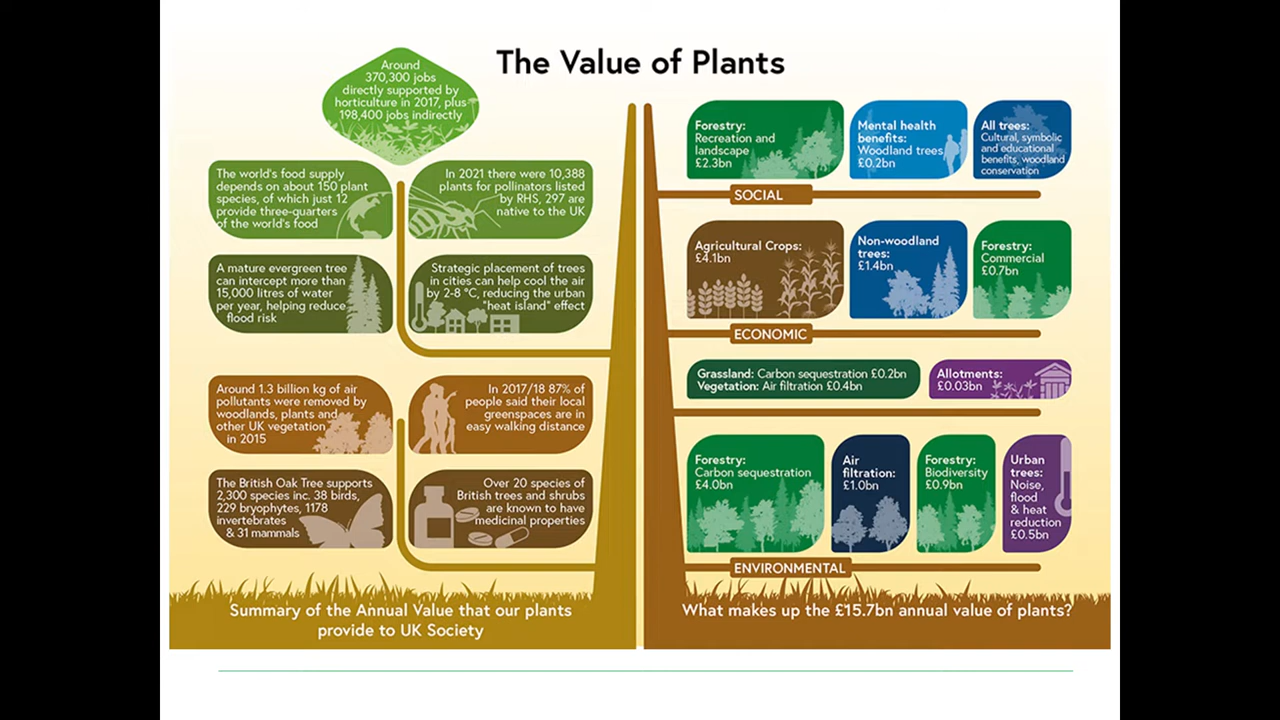 The Value of Plants
Around
370,300 jobs
directly supported by
horticulture in 2017, plus
198,400 jobs indirectly
The world's food supply
depends on about 150 plant
species, of which just 12
provide three-quarters
of the world's food
In 2021 there were 10,388
plants for pollinators listed
by RHS, 297 are
native to the UK
A mature evergreen tree
can intercept more than
15,000 litres of water
per year, helping reduce
flood risk
Strategic placement of trees
in cities can help cool the air
by 2-8 °C, reducing the urban
"heat island" effect
Around 1.3 billion kg of air
pollutants were removed by
woodlands, plants and
other UK vegetation
in 2015
In 2017/18 87% of
people said their local
greenspaces are in
easy walking distance
The British Oak Tree supports
2,300 species inc. 38 birds,
229 bryophytes, 1178
invertebrates
& 31 mammals
Over 20 species of
British trees and shrubs
are known to have
medicinal properties
Summary of the Annual Value that our plants
provide to UK Society
Forestry:
Recreation and
landscape
£2.3bn
Mental health
benefits:
Woodland trees
£0.2bn
All trees:
Cultural, symbolic
and educational
benefits, woodland
conservation
SOCIAL
Agricultural Crops:
£4.1bn
Non-woodland
trees:
£1.4bn
Forestry:
Commercial
£0.7bn
ECONOMIC
Grassland: Carbon sequestration £0.2bn
Vegetation: Air filtration £0.4bn
Allotments:
£0.03bn
Forestry:
Carbon sequestration
£4.0bn
Air
filtration:
£1.0bn
Forestry:
Biodiversity
£0.9bn
Urban
trees:
Noise,
flood
& heat
reduction
£0.5bn
ENVIRONMENTAL
What makes up the £15.7bn annual value of plants?